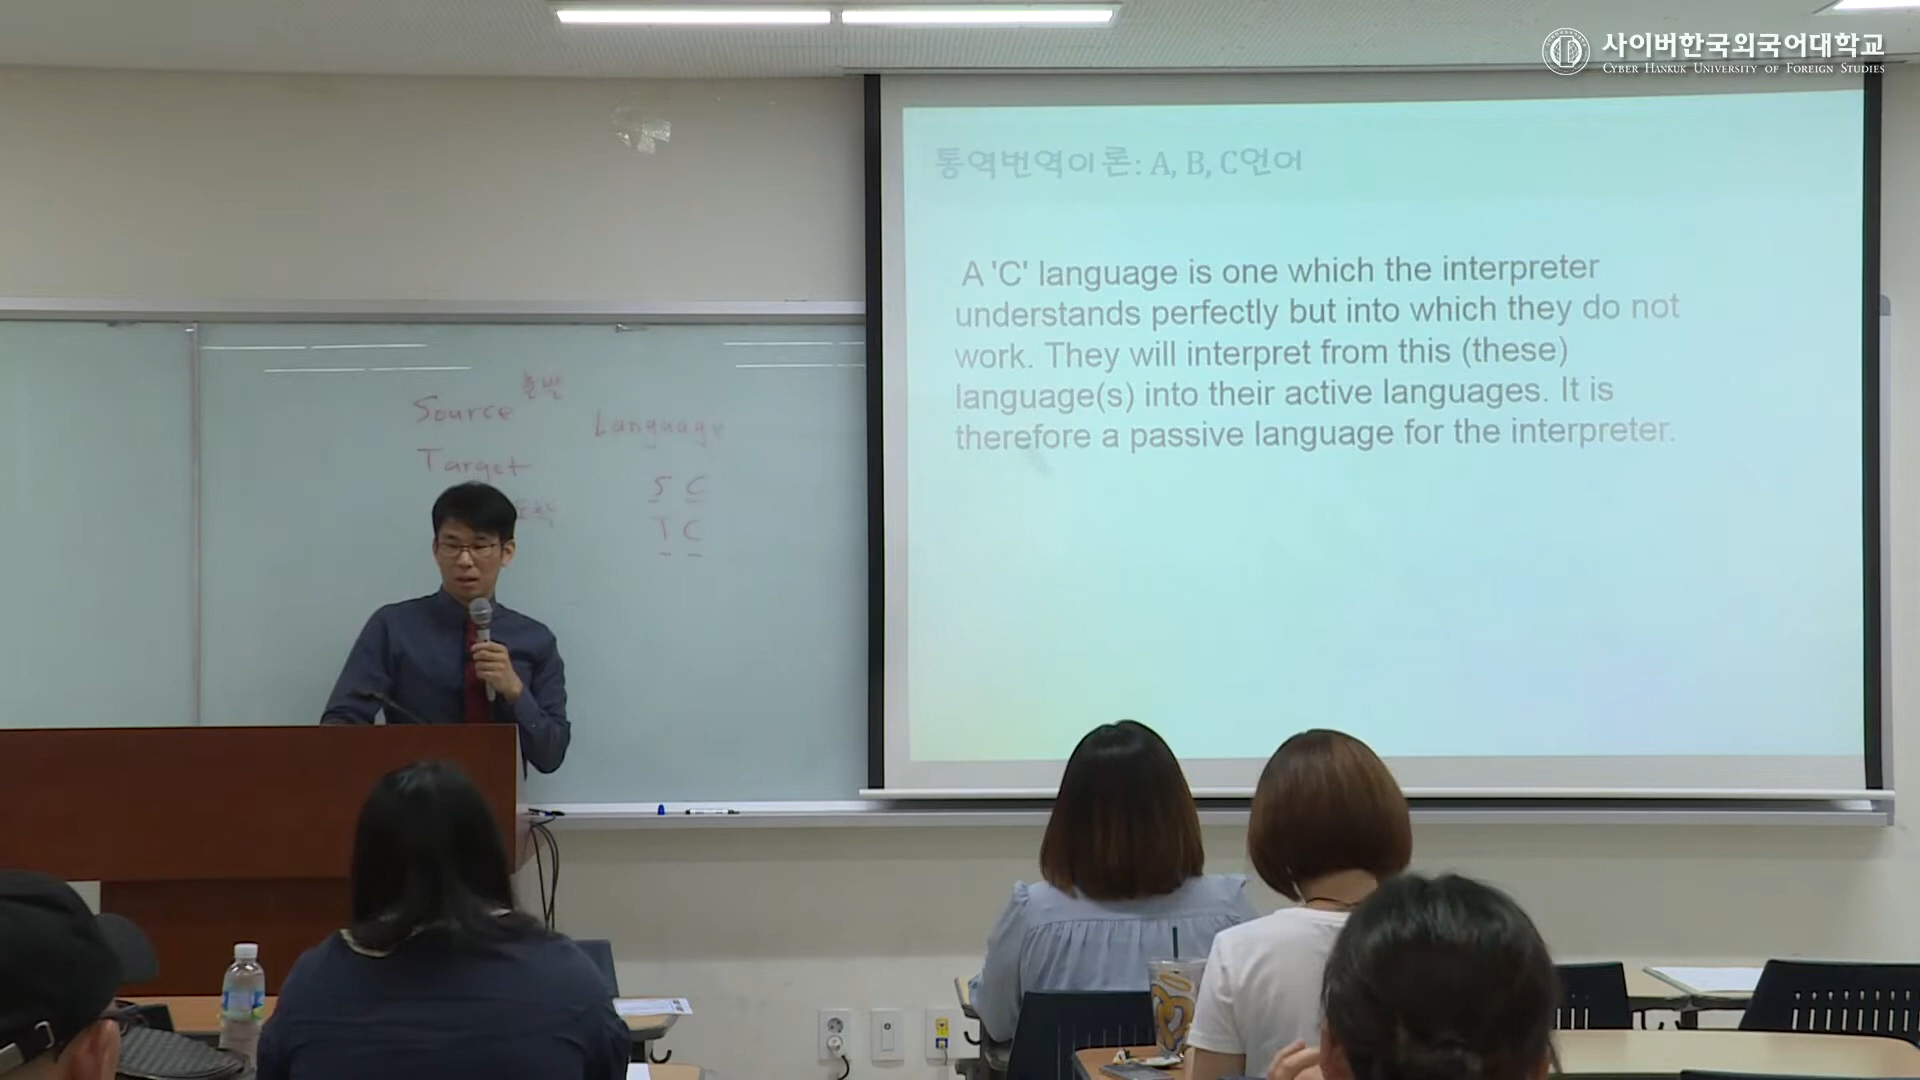 사이버한국외국어대학교
CYBER HANKUK UNIVERSITY OF FOREIGN STUDIES
통역번역이론: A, B, C언어
A 'C' language is one which the interpreter
understands perfectly but into which they do not
work. They will interpret from this (these)
language(s) into their active languages. It is
therefore a passive language for the interpreter.
출발
Source
Language
Target
S C
T C